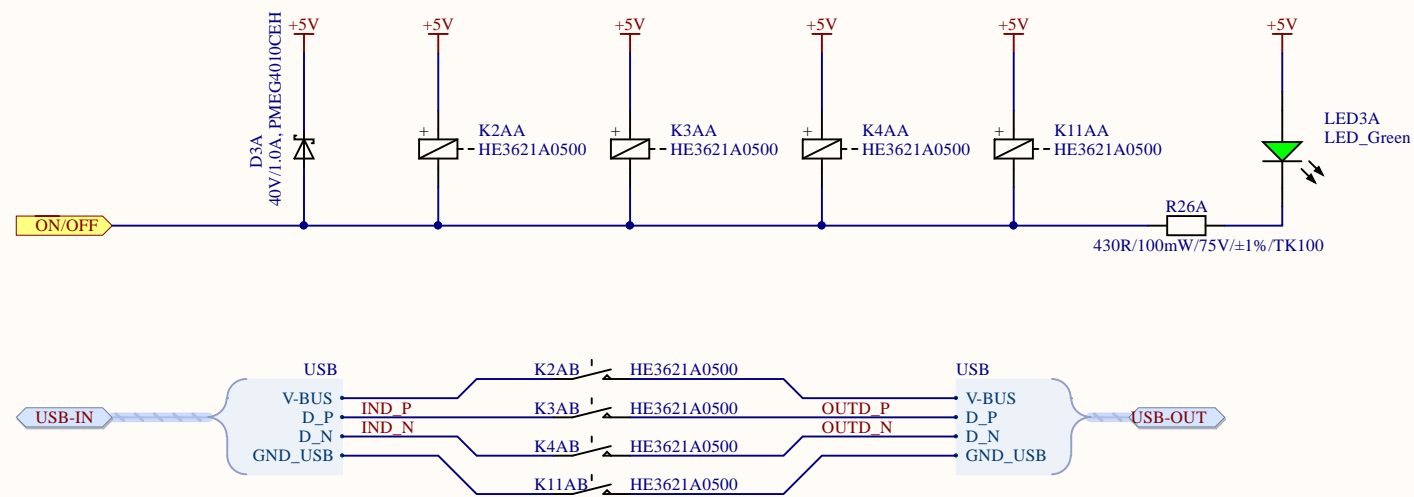 +5V
+5V
+5V
+5V
+5V
+5V
D3A
40V/1.0A, PMEG4010CEH
K2AA
HE3621A0500
K3AA
HE3621A0500
K4AA
HE3621A0500
K11AA
HE3621A0500
LED3A
LED_Green
+
+
+
+
ON/OFF
R26A
430R/100mW/75V/±1%/TK100
USB
K2AB HE3621A0500
USB
V-BUS
V-BUS
USB-IN
D_P
IND_P
K3AB HE3621A0500
OUTD_P
D_P
USB-OUT
D_N
IND_N
K4AB HE3621A0500
OUTD_N
D_N
GND_USB
GND_USB
K11AB HE3621A0500